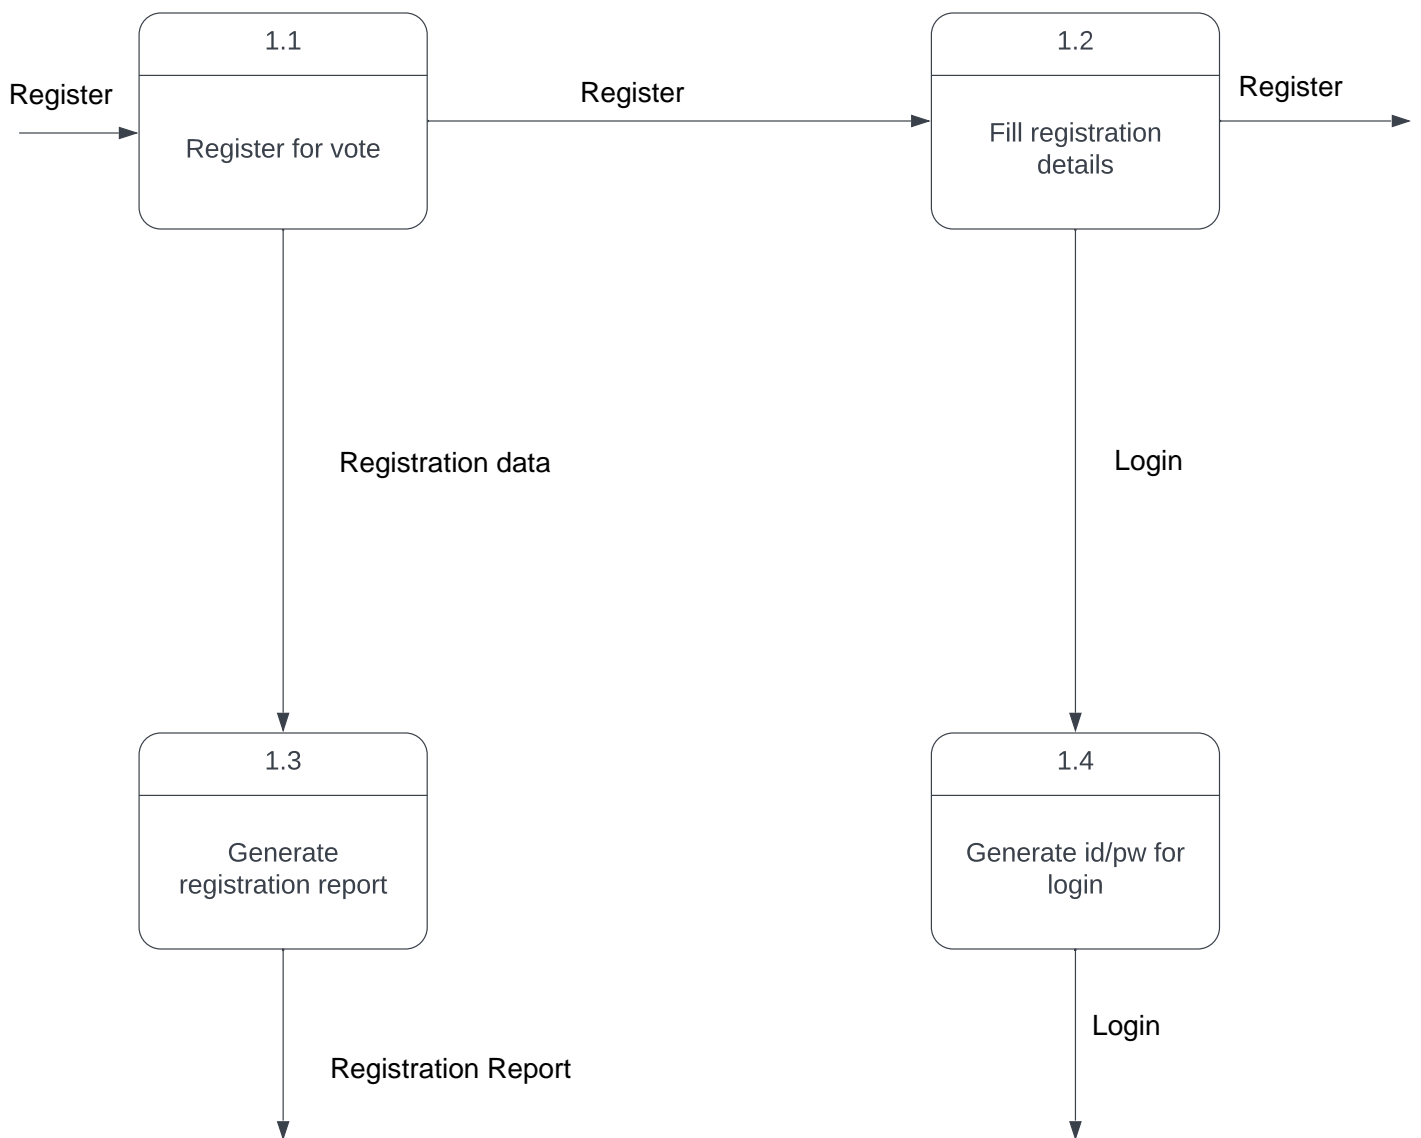 1.1
1.2
Register
Register
Register
Register for vote
Fill registration
details
Registration data
Login
1.3
1.4
Generate
registration report
Generate id/pw for
login
Login
Registration Report